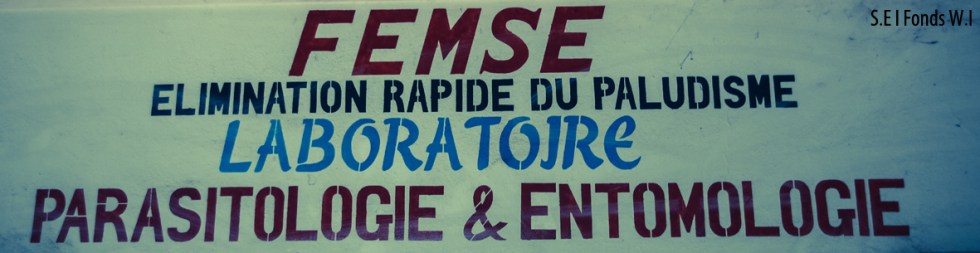 S.E I Fonds W.I
FEMSE
ELIMINATION RAPIDE DU PALUDISME
LABORATOIRE
PARASITOLOGIE & ENTOMOLOGIE